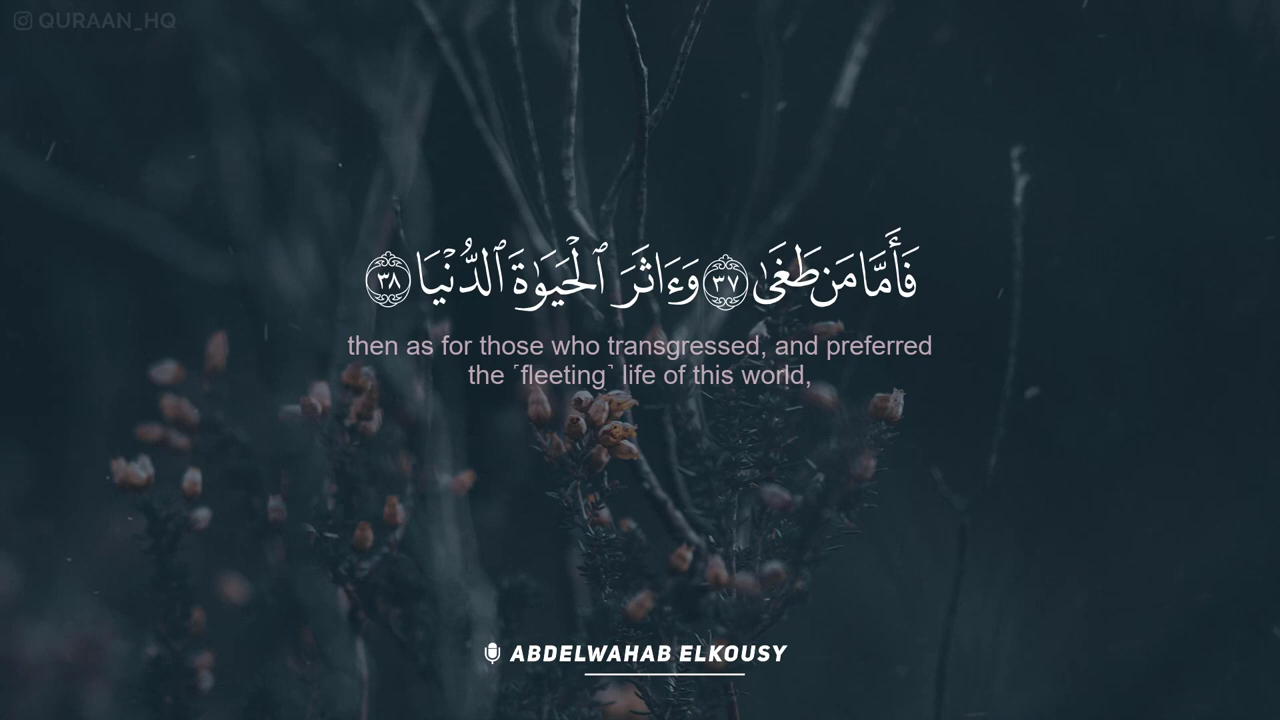 QURAAN_HQ
فَأَمَّا مَن طَغَىٰ ٣٧ وَءَاثَرَ ٱلْحَيَوٰةَ ٱلدُّنْيَا ٣٨
then as for those who transgressed, and preferred
the ˹fleeting˺ life of this world,
ABDELWAHAB ELKOUSY